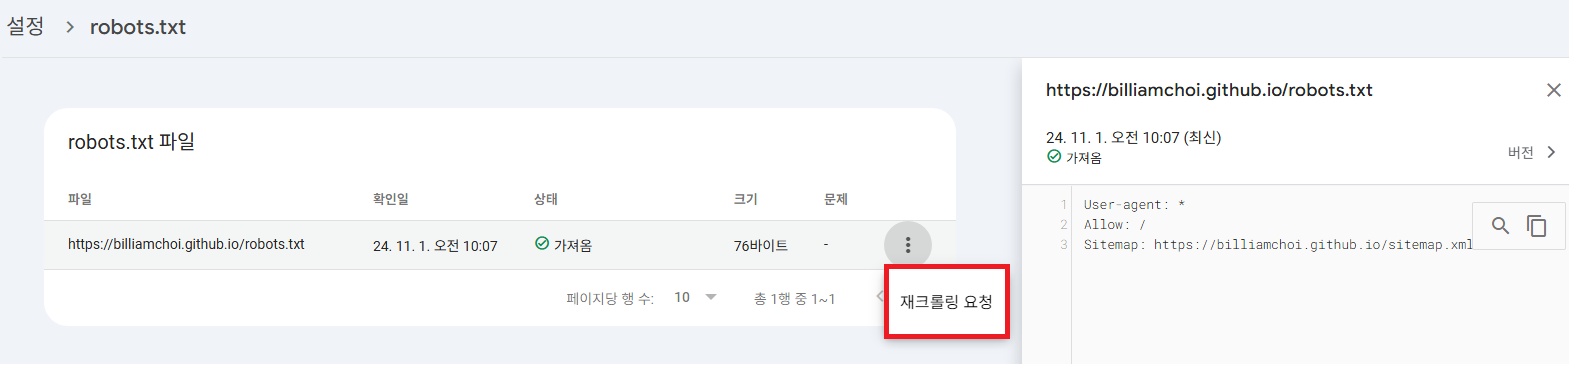 설정 > robots.txt
robots.txt 파일
파일 확인일 상태 크기 문제
https://billiamchoi.github.io/robots.txt 24. 11. 1. 오전 10:07 가져옴 76바이트 -
페이지당 행 수: 10 총 1행 중 1~1
재크롤링 요청
https://billiamchoi.github.io/robots.txt
24. 11. 1. 오전 10:07 (최신)
가져옴
버전
1 User-agent: *
2 Allow: /
3 Sitemap: https://billiamchoi.github.io/sitemap.xml